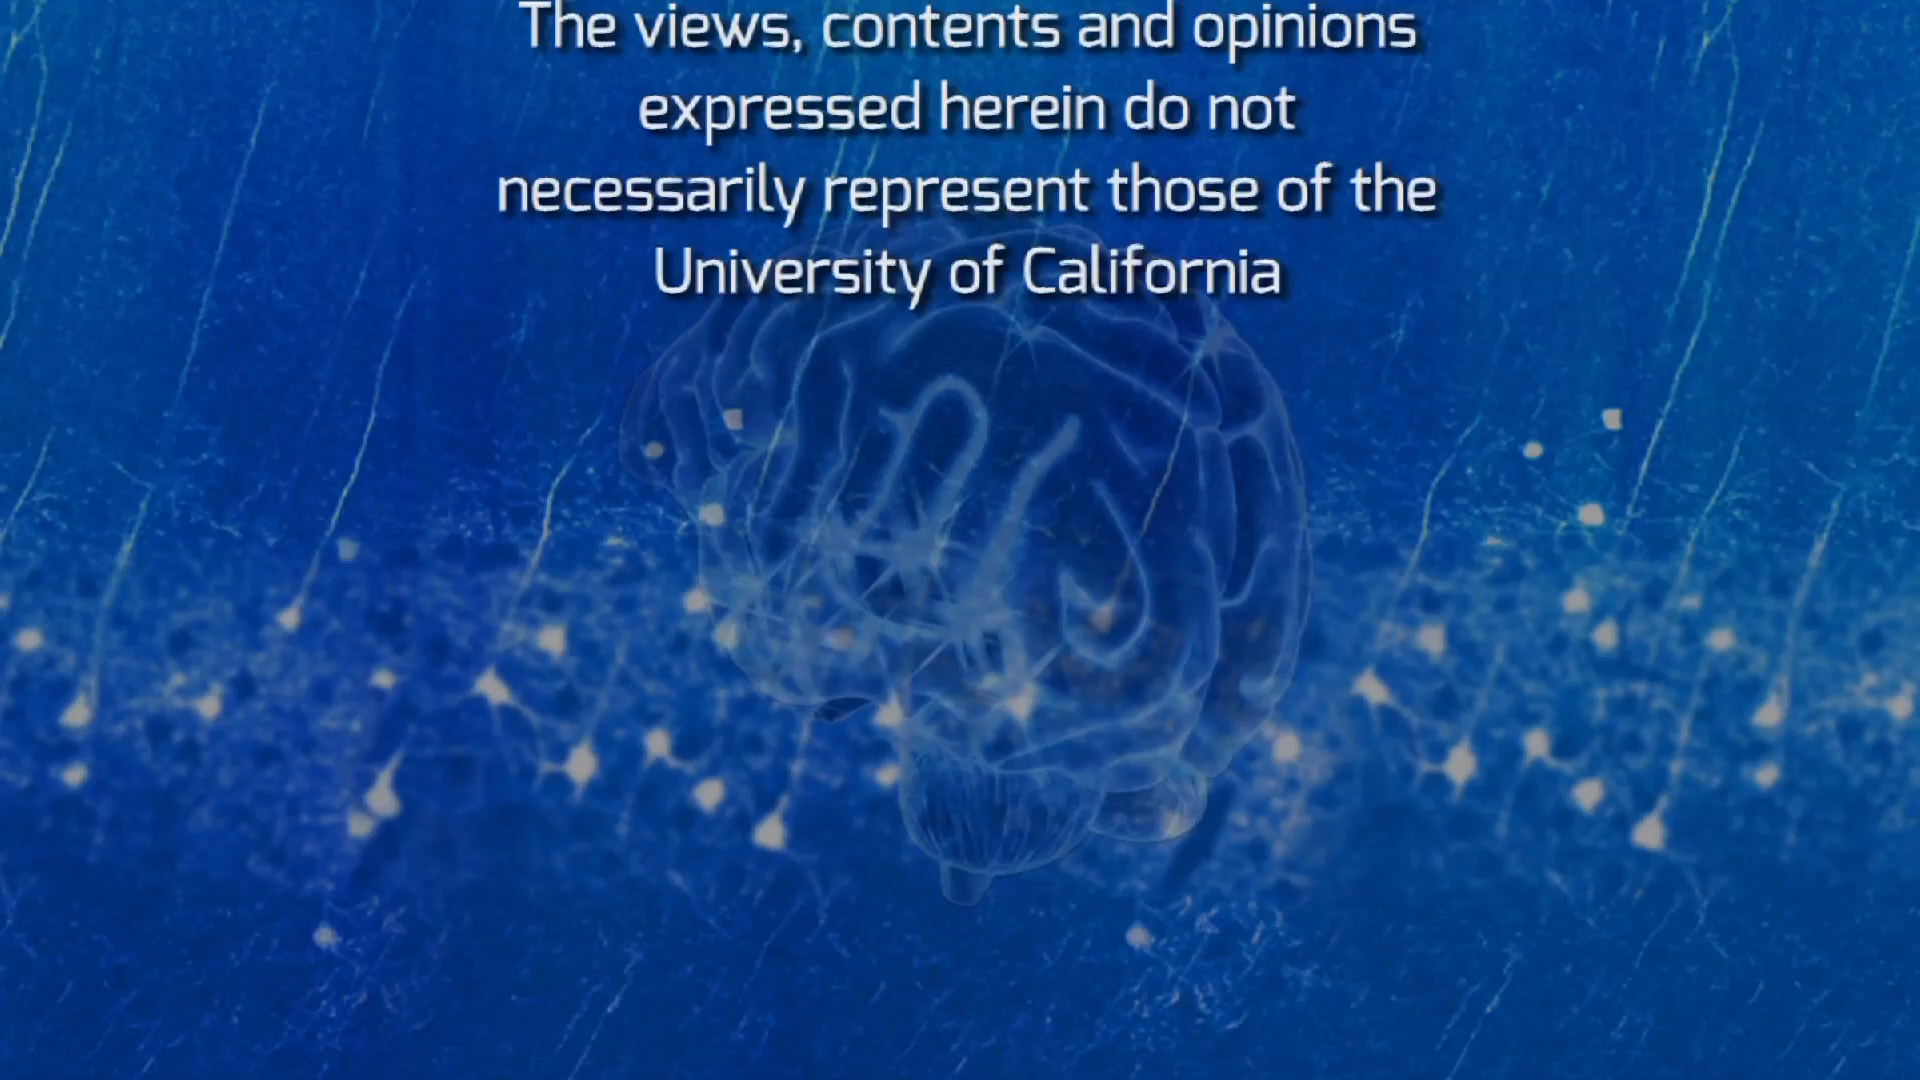 The views, contents and opinions
expressed herein do not
necessarily represent those of the
University of California